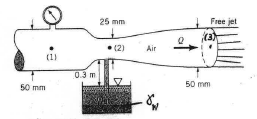 25 mm
Free jet
(1)
(2)
Air
Q
(3)
0.3 m
50 mm
50 mm
γw